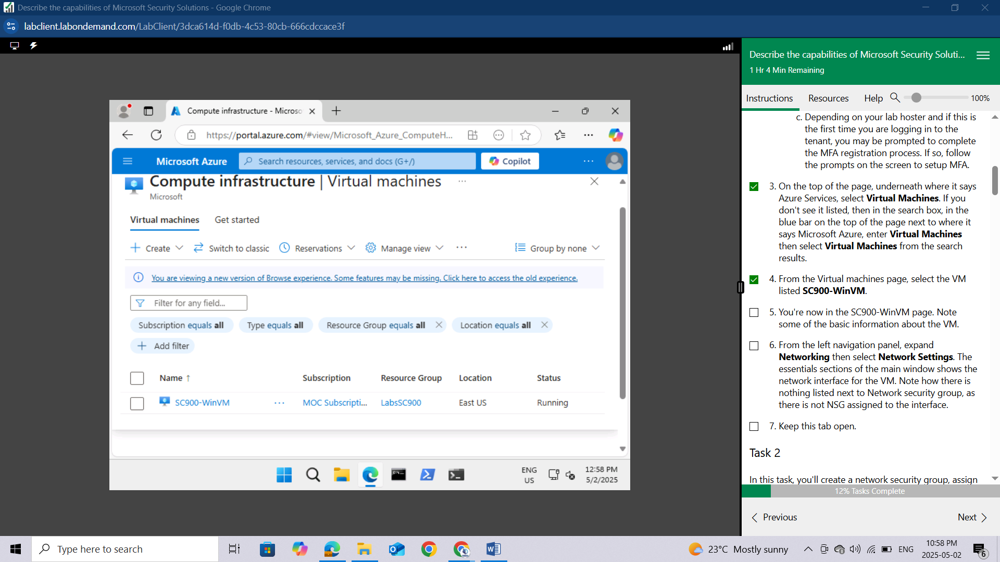 Describe the capabilities of Microsoft Security Solutions - Google Chrome
labclient.labondemand.com/LabClient/3dca614d-f0db-4c53-80cb-666cdccace3f
Describe the capabilities of Microsoft Security Soluti...
1 Hr 4 Min Remaining
Instructions Resources Help 100%
Compute infrastructure - Microso
https://portal.azure.com/#view/Microsoft_Azure_ComputeH...
Microsoft Azure
Search resources, services, and docs (G+/)
Copilot
Compute infrastructure | Virtual machines
Microsoft
Virtual machines Get started
Create Switch to classic Reservations Manage view Group by none
You are viewing a new version of Browse experience. Some features may be missing. Click here to access the old experience.
Filter for any field...
Subscription equals all Type equals all Resource Group equals all Location equals all
Add filter
Name ↑ Subscription Resource Group Location Status
SC900-WinVM MOC Subscripti... LabsSC900 East US Running
ENG
US
12:58 PM
5/2/2025
c. Depending on your lab hoster and if this is
the first time you are logging in to the
tenant, you may be prompted to complete
the MFA registration process. If so, follow
the prompts on the screen to setup MFA.
3. On the top of the page, underneath where it says
Azure Services, select Virtual Machines. If you
don't see it listed, then in the search box, in the
blue bar on the top of the page next to where it
says Microsoft Azure, enter Virtual Machines
then select Virtual Machines from the search
results.
4. From the Virtual machines page, select the VM
listed SC900-WinVM.
5. You're now in the SC900-WinVM page. Note
some of the basic information about the VM.
6. From the left navigation panel, expand
Networking then select Network Settings. The
essentials sections of the main window shows the
network interface for the VM. Note how there is
nothing listed next to Network security group, as
there is not NSG assigned to the interface.
7. Keep this tab open.
Task 2
In this task, you'll create a network security group, assign
12% Tasks Complete
Previous Next
Type here to search
23°C Mostly sunny
ENG
10:58 PM
2025-05-02
6